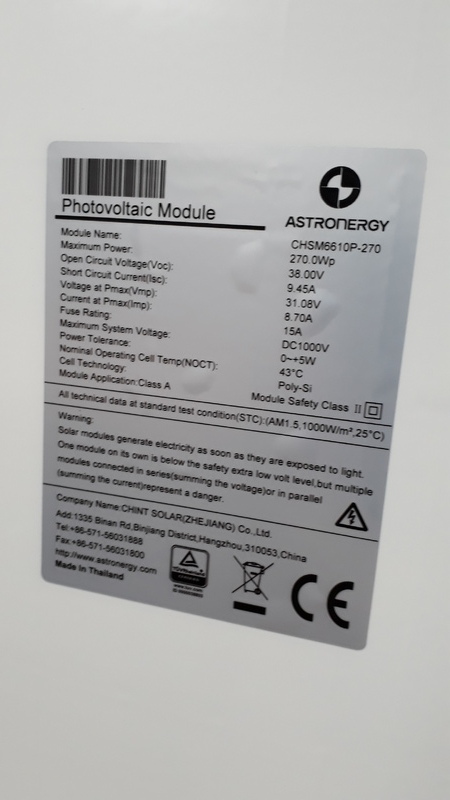 ASTRONERGY
Photovoltaic Module
Module Name: CHSM6610P-270
Maximum Power: 270.0Wp
Open Circuit Voltage(Voc): 38.00V
Short Circuit Current(Isc): 9.45A
Voltage at Pmax(Vmp): 31.08V
Current at Pmax(Imp): 8.70A
Fuse Rating: 15A
Maximum System Voltage: DC1000V
Power Tolerance: 0~+5W
Nominal Operating Cell Temp(NOCT): 43°C
Cell Technology: Poly-Si
Module Application:Class A Module Safety Class II
All technical data at standard test condition(STC):(AM1.5,1000W/m²,25°C)
Warning:
Solar modules generate electricity as soon as they are exposed to light.
One module on its own is below the safety extra low volt level,but multiple
modules connected in series(summing the voltage)or in parallel
(summing the current)represent a danger.
Company Name:CHINT SOLAR(ZHEJIANG) Co.,Ltd.
Add:1335 Binan Rd,Binjiang District,Hangzhou,310053,China
Tel:+86-571-56031888
Fax:+86-571-56031800
http://www.astronergy.com
Made In Thailand
CE